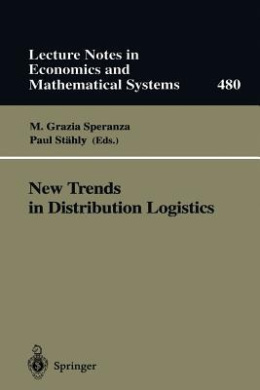 Lecture Notes in
Economics and
Mathematical Systems 480
M. Grazia Speranza
Paul Stähly (Eds.)
New Trends
in Distribution Logistics
Springer